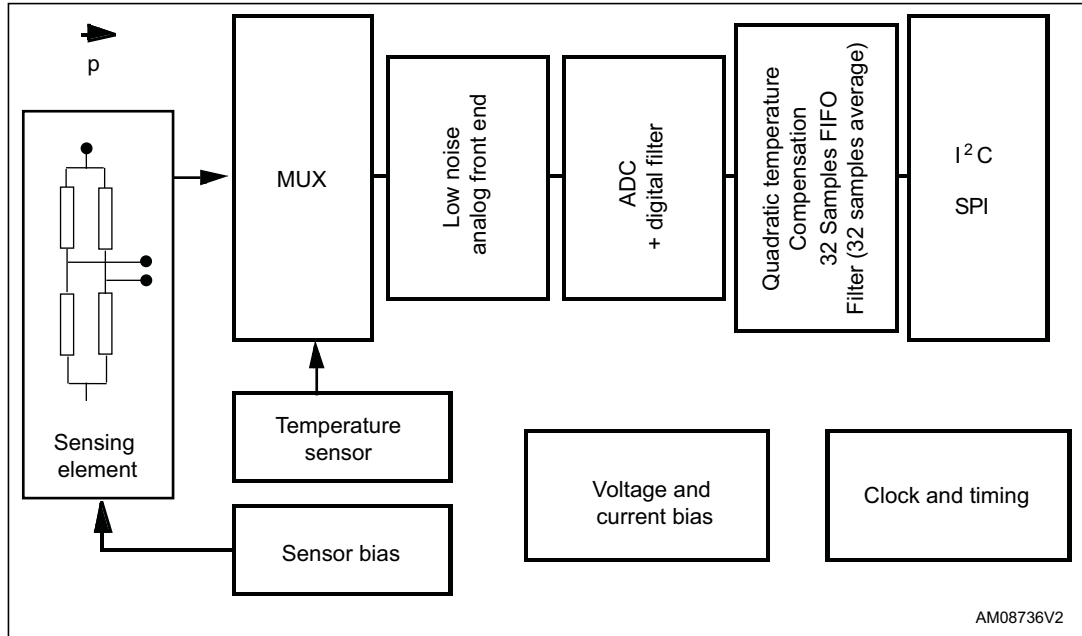 p
Sensing
element
MUX
Low noise
analog front end
ADC
+ digital filter
Quadratic temperature
Compensation
32 Samples FIFO
Filter (32 samples average)
I²C
SPI
Temperature
sensor
Sensor bias
Voltage and
current bias
Clock and timing
AM08736V2